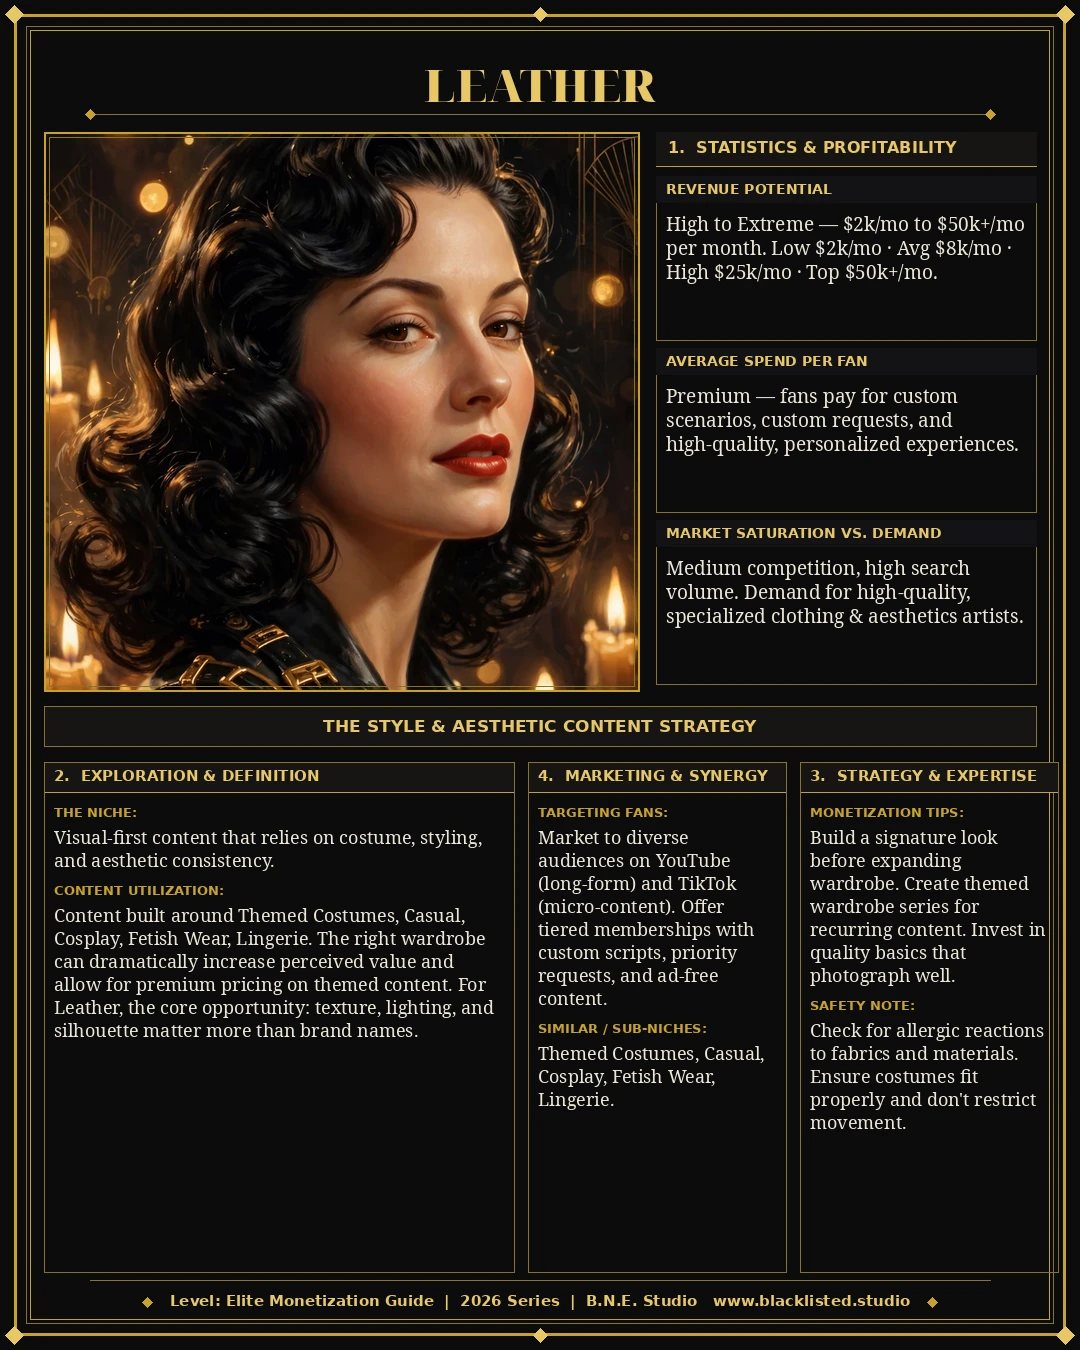 LEATHER
1. STATISTICS & PROFITABILITY
REVENUE POTENTIAL
High to Extreme — $2k/mo to $50k+/mo
per month. Low $2k/mo · Avg $8k/mo ·
High $25k/mo · Top $50k+/mo.
AVERAGE SPEND PER FAN
Premium — fans pay for custom
scenarios, custom requests, and
high-quality, personalized experiences.
MARKET SATURATION VS. DEMAND
Medium competition, high search
volume. Demand for high-quality,
specialized clothing & aesthetics artists.
THE STYLE & AESTHETIC CONTENT STRATEGY
2. EXPLORATION & DEFINITION
THE NICHE:
Visual-first content that relies on costume, styling,
and aesthetic consistency.
CONTENT UTILIZATION:
Content built around Themed Costumes, Casual,
Cosplay, Fetish Wear, Lingerie. The right wardrobe
can dramatically increase perceived value and
allow for premium pricing on themed content. For
Leather, the core opportunity: texture, lighting, and
silhouette matter more than brand names.
4. MARKETING & SYNERGY
TARGETING FANS:
Market to diverse
audiences on YouTube
(long-form) and TikTok
(micro-content). Offer
tiered memberships with
custom scripts, priority
requests, and ad-free
content.
SIMILAR / SUB-NICHES:
Themed Costumes, Casual,
Cosplay, Fetish Wear,
Lingerie.
3. STRATEGY & EXPERTISE
MONETIZATION TIPS:
Build a signature look
before expanding
wardrobe. Create themed
wardrobe series for
recurring content. Invest in
quality basics that
photograph well.
SAFETY NOTE:
Check for allergic reactions
to fabrics and materials.
Ensure costumes fit
properly and don't restrict
movement.
Level: Elite Monetization Guide | 2026 Series | B.N.E. Studio www.blacklisted.studio